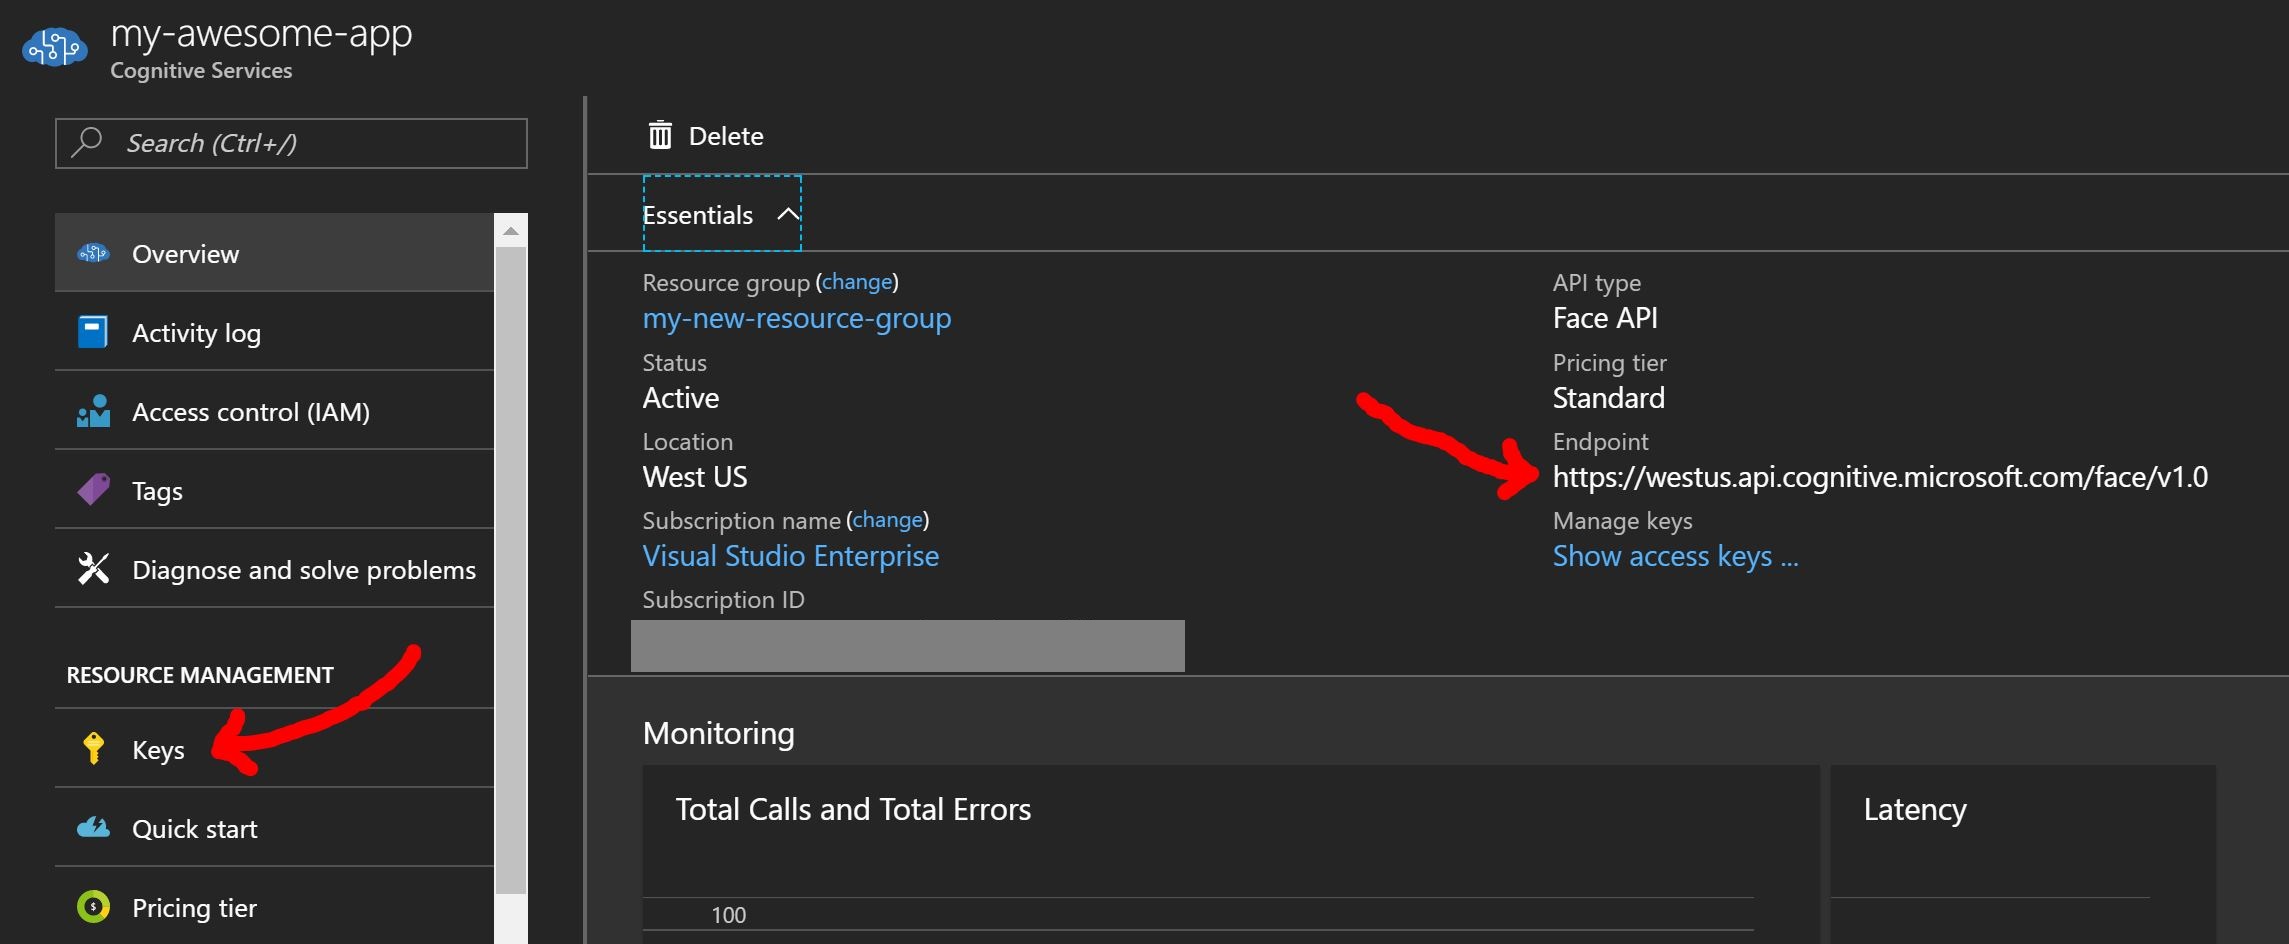 my-awesome-app
Cognitive Services
Search (Ctrl+/)
Overview
Activity log
Access control (IAM)
Tags
Diagnose and solve problems
RESOURCE MANAGEMENT
Keys
Quick start
Pricing tier
Delete
Essentials
Resource group (change)
my-new-resource-group
Status
Active
Location
West US
Subscription name (change)
Visual Studio Enterprise
Subscription ID
API type
Face API
Pricing tier
Standard
Endpoint
https://westus.api.cognitive.microsoft.com/face/v1.0
Manage keys
Show access keys ...
Monitoring
Total Calls and Total Errors
100
Latency